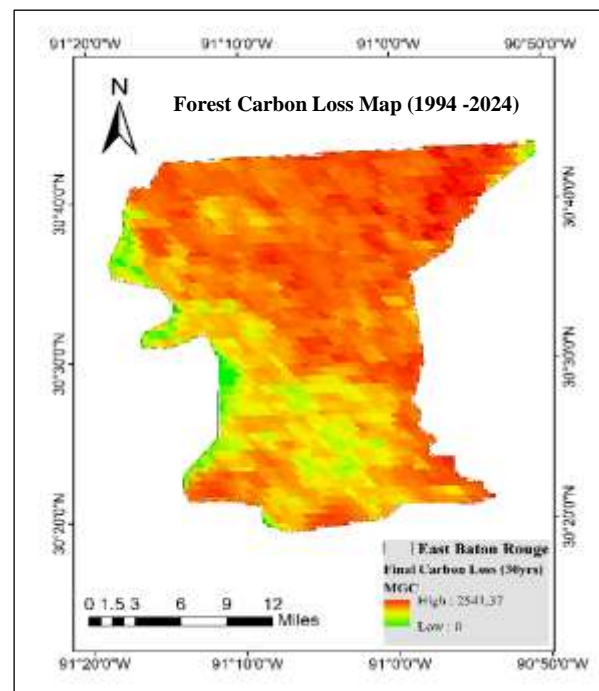 91°20'0"W 91°10'0"W 91°0'0"W 90°50'0"W
N
Forest Carbon Loss Map (1994 -2024)
30°40'0"N 30°40'0"N
30°30'0"N 30°30'0"N
30°20'0"N 30°20'0"N
East Baton Rouge
Final Carbon Loss (30yrs)
MGC
High : 2541.37
Low : 0
0 1.5 3 6 9 12
Miles
91°20'0"W 91°10'0"W 91°0'0"W 90°50'0"W